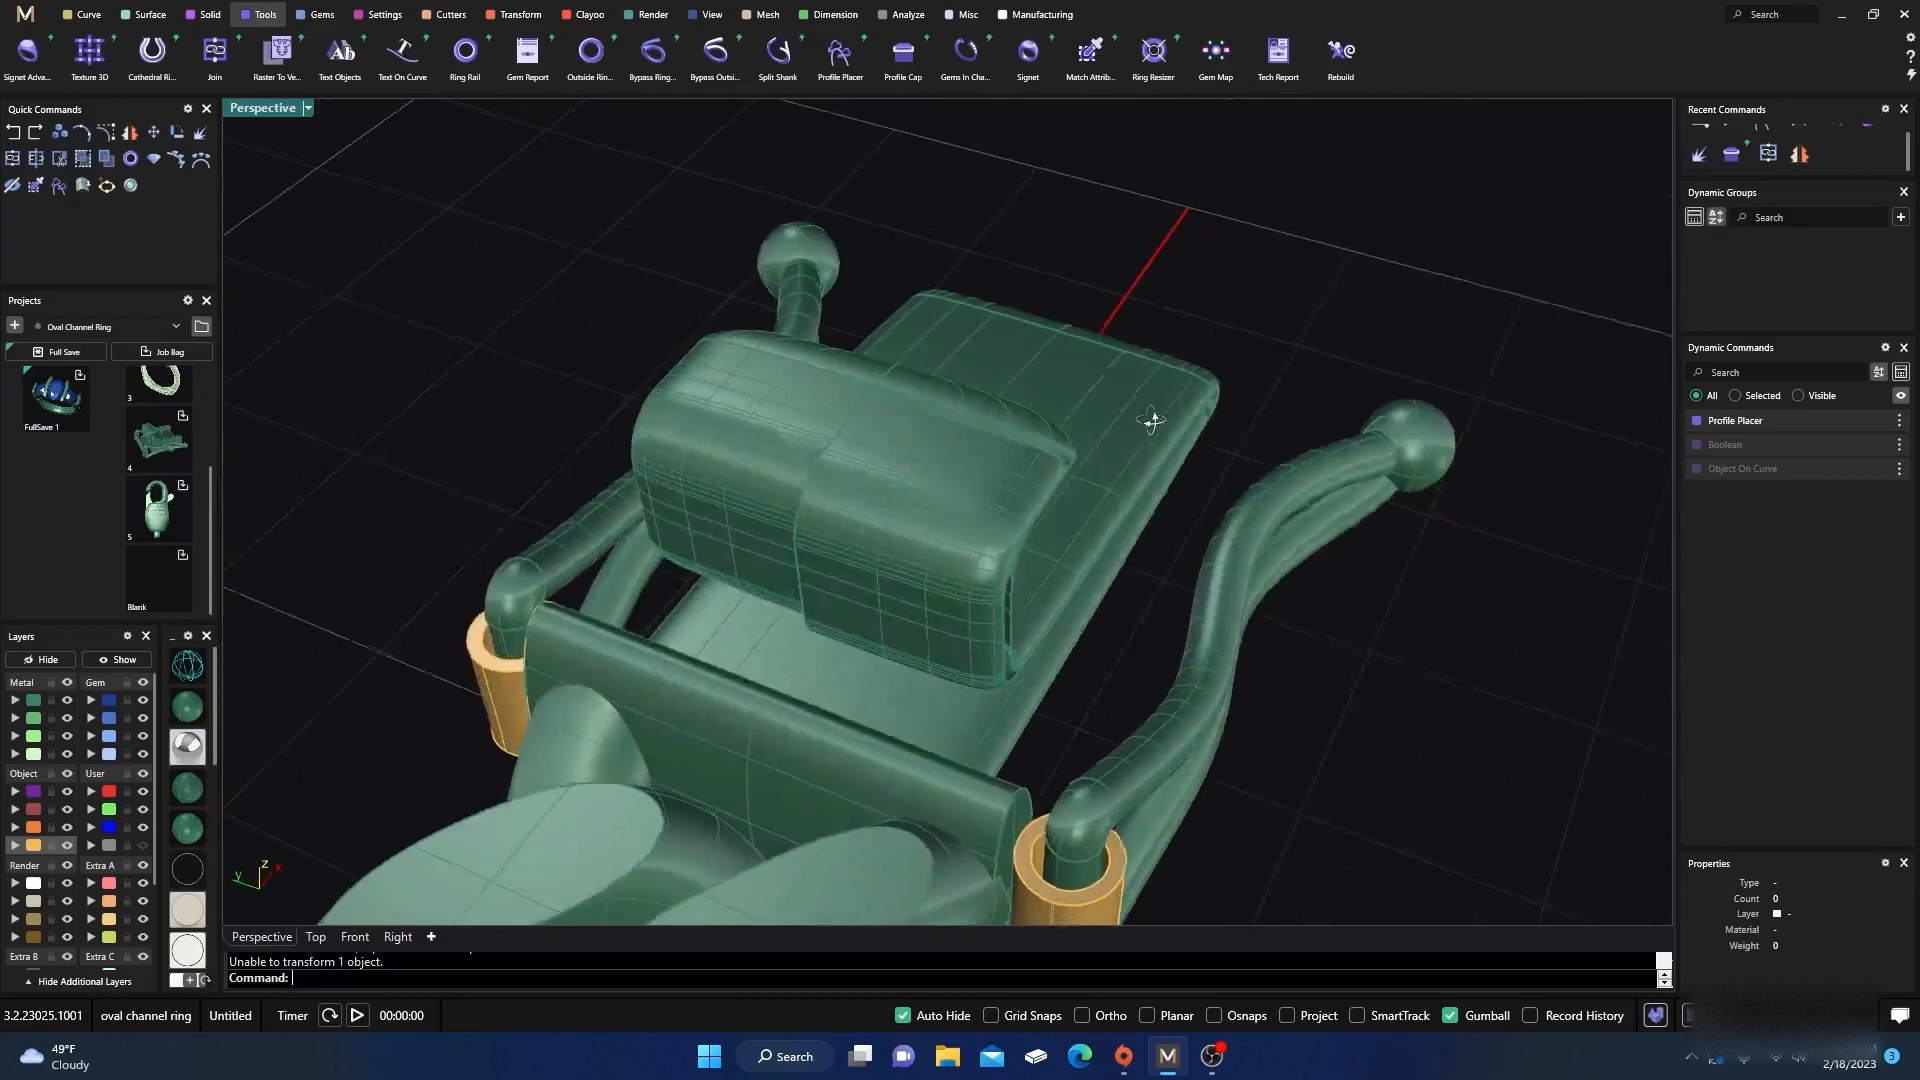 M Curve Surface Solid Tools Gems Settings Cutters Transform Clayoo Render View Mesh Dimension Analyze Misc Manufacturing Search
Signet Adva... Texture 3D Cathedral Ri... Join Raster To Ve... Text Objects Text On Curve Ring Rail Gem Report Outside Rin... Bypass Ring... Bypass Outsi... Split Shank Profile Placer Profile Cap Gems In Cha... Signet Match Attrib... Ring Resizer Gem Map Tech Report Rebuild
Quick Commands
Projects
Oval Channel Ring
Full Save Job Bag
3
FullSave 1
4
5
Blank
Layers
Hide Show
Metal Gem
Object User
Render Extra A
Extra B Extra C
Hide Additional Layers
Perspective
z
y x
Perspective Top Front Right
Unable to transform 1 object.
Command:
Recent Commands
Dynamic Groups
Search
Dynamic Commands
Search
All Selected Visible
Profile Placer
Boolean
Object On Curve
Properties
Type -
Count 0
Layer -
Material -
Weight 0
3.2.23025.1001 oval channel ring Untitled Timer 00:00:00 Auto Hide Grid Snaps Ortho Planar Osnaps Project SmartTrack Gumball Record History
49°F
Cloudy
Search
M
2/18/2023
3